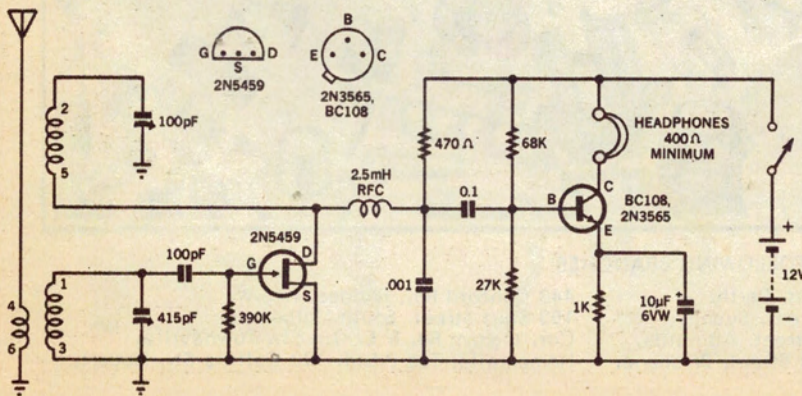 G
D
S
2N5459
B
E
C
2N3565,
BC108
2
5
100pF
470 Ω
68K
HEADPHONES
400 Ω
MINIMUM
2.5mH
RFC
0.1
B
C
E
BC108,
2N3565
2N5459
G
D
S
100pF
.001
27K
1K
10µF
6VW
+
-
+
12V
-
4
6
1
3
415pF
390K